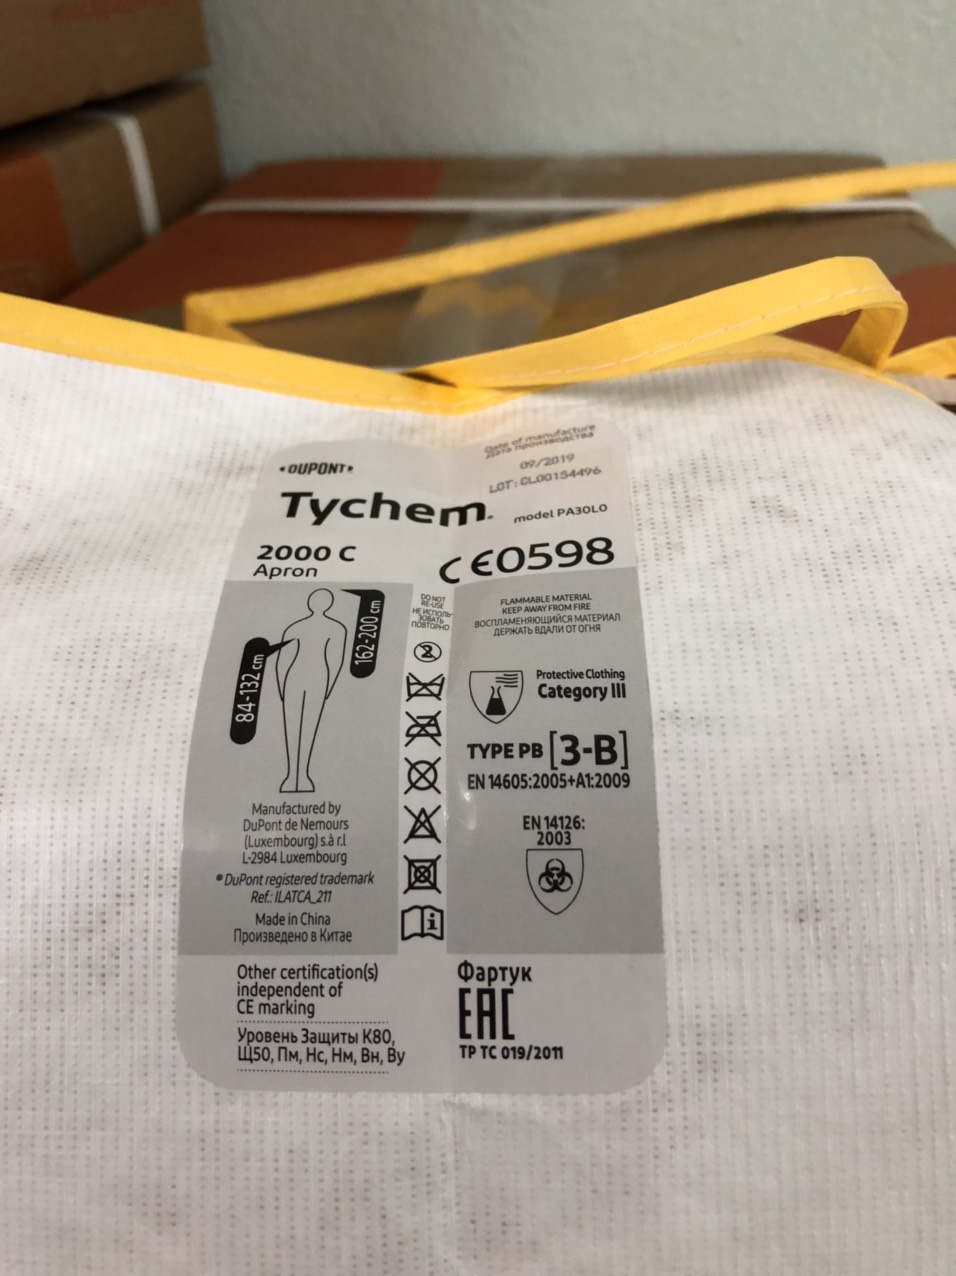 DUPONT
Tychem®
2000 C
Apron
Date of manufacture
Дата производства
09/2019
LOT: CL00154496
model PA30L0
CE0598
84-132 cm
162-200 cm
DO NOT
RE-USE
НЕ ИСПОЛЬ-
ЗОВАТЬ
ПОВТОРНО
2
i
FLAMMABLE MATERIAL
KEEP AWAY FROM FIRE
ВОСПЛАМЕНЯЮЩИЙСЯ МАТЕРИАЛ
ДЕРЖАТЬ ВДАЛИ ОТ ОГНЯ
Protective Clothing
Category III
TYPE PB [3-B]
EN 14605:2005+A1:2009
EN 14126:
2003
Manufactured by
DuPont de Nemours
(Luxembourg) s.à r.l
L-2984 Luxembourg
® DuPont registered trademark
Ref.: ILATCA_211
Made in China
Произведено в Китае
Other certification(s)
independent of
CE marking
Уровень Защиты К80,
Щ50, Пм, Нс, Нм, Вн, Ву
Фартук
EAC
ТР ТС 019/2011